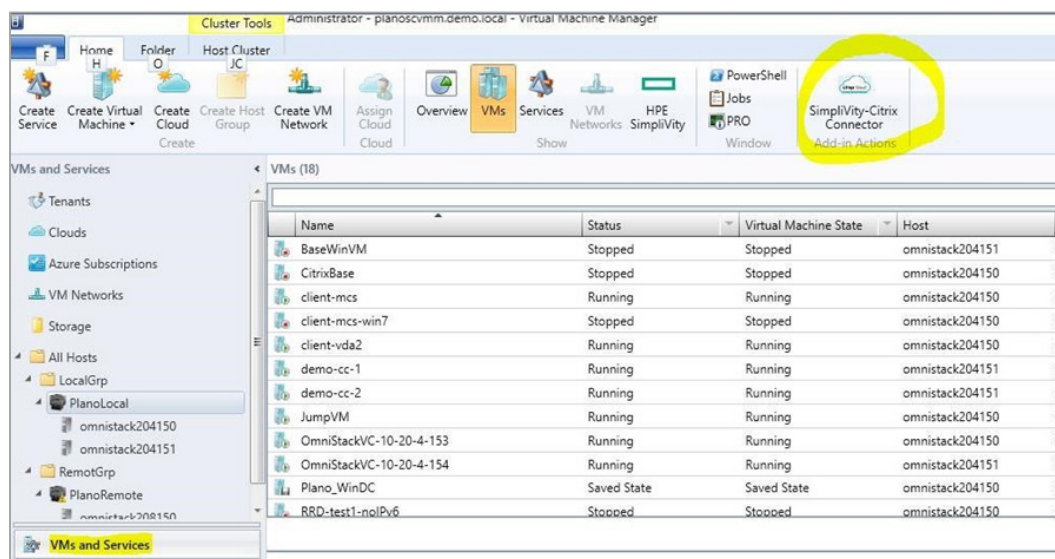 Cluster Tools
Administrator - planoscvmm.demo.local - Virtual Machine Manager
F
Home
Folder
Host Cluster
H
O
JC
Create Service
Create Virtual Machine
Create Cloud
Create Host Group
Create VM Network
Assign Cloud
Overview
VMs
Services
VM Networks
HPE SimpliVity
PowerShell
Jobs
PRO
SimpliVity-Citrix Connector
Create
Cloud
Show
Window
Add-in Actions
VMs and Services
VMs (18)
Tenants
Clouds
Azure Subscriptions
VM Networks
Storage
All Hosts
LocalGrp
PlanoLocal
omnistack204150
omnistack204151
RemotGrp
PlanoRemote
omnistack208150
VMs and Services
Name Status Virtual Machine State Host
BaseWinVM Stopped Stopped omnistack204151
CitrixBase Stopped Stopped omnistack204150
client-mcs Running Running omnistack204150
client-mcs-win7 Stopped Stopped omnistack204150
client-vda2 Running Running omnistack204150
demo-cc-1 Running Running omnistack204151
demo-cc-2 Running Running omnistack204151
JumpVM Running Running omnistack204150
OmniStackVC-10-20-4-153 Running Running omnistack204150
OmniStackVC-10-20-4-154 Running Running omnistack204151
Plano_WinDC Saved State Saved State omnistack204150
RRD-test1-noIPv6 Stopped Stopped omnistack204150